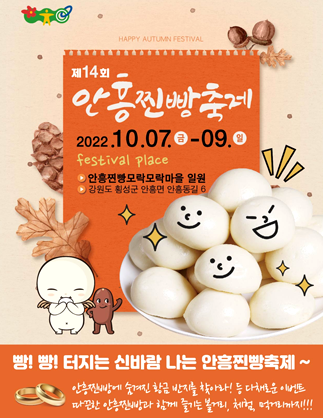 HAPPY AUTUMN FESTIVAL
제14회
안흥찐빵축제
2022.10.07.금-09.일
festival place
안흥찐빵모락모락마을 일원
강원도 횡성군 안흥면 안흥동길 6
빵! 빵! 터지는 신바람 나는 안흥찐빵축제 ~
안흥찐빵에 숨겨진 황금 반지를 찾아라! 등 다채로운 이벤트
따끈한 안흥찐빵과 함께 즐기는 볼거리, 체험, 먹거리까지!!!